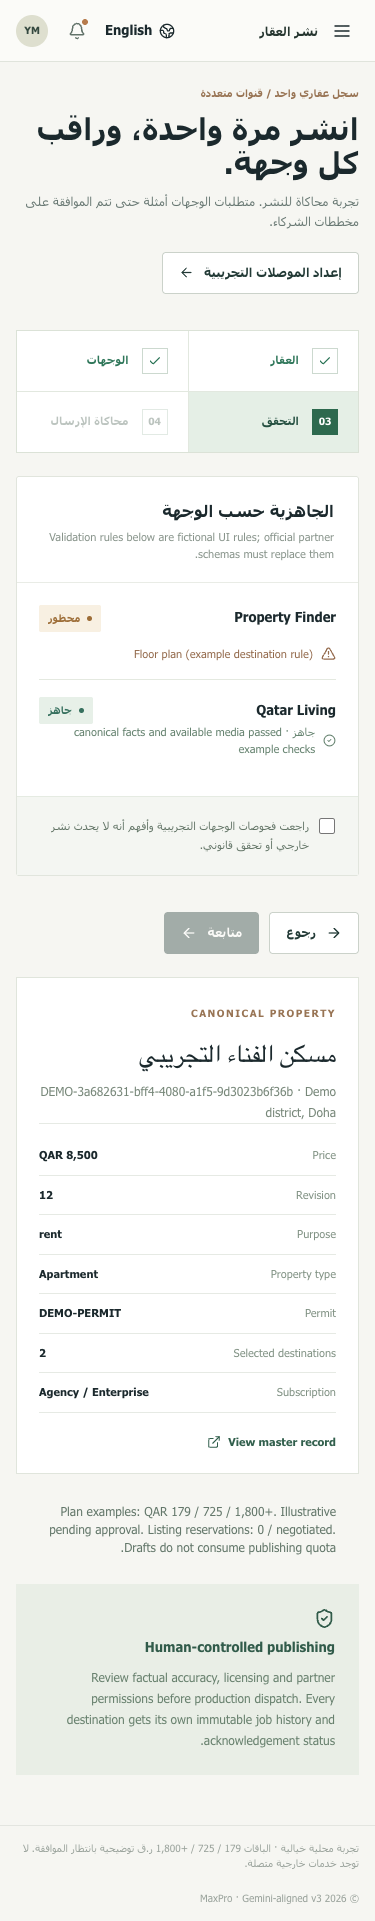 نشر العقار
English
YM
سجل عقاري واحد / قنوات متعددة
انشر مرة واحدة، وراقب
كل وجهة.
تجربة محاكاة للنشر. متطلبات الوجهات أمثلة حتى تتم الموافقة على
مخططات الشركاء.
إعداد الموصلات التجريبية
العقار
الوجهات
03
التحقق
04
محاكاة الإرسال
الجاهزية حسب الوجهة
Validation rules below are fictional UI rules; official partner
schemas must replace them.
Property Finder
محظور
Floor plan (example destination rule)
Qatar Living
جاهز
جاهز · canonical facts and available media passed
example checks
راجعت فحوصات الوجهات التجريبية وأفهم أنه لا يحدث نشر
خارجي أو تحقق قانوني.
رجوع
متابعة
CANONICAL PROPERTY
مسكن الفناء التجريبي
DEMO-3a682631-bff4-4080-a1f5-9d3023b6f36b · Demo
district, Doha
Price
QAR 8,500
Revision
12
Purpose
rent
Property type
Apartment
Permit
DEMO-PERMIT
Selected destinations
2
Subscription
Agency / Enterprise
View master record
Plan examples: QAR 179 / 725 / 1,800+. Illustrative
pending approval. Listing reservations: 0 / negotiated.
Drafts do not consume publishing quota.
Human-controlled publishing
Review factual accuracy, licensing and partner
permissions before production dispatch. Every
destination gets its own immutable job history and
acknowledgement status.
تجربة محلية خيالية · الباقات 179 / 725 / 1,800+ ر.ق توضيحية بانتظار الموافقة. لا
توجد خدمات خارجية متصلة.
© 2026 MaxPro · Gemini-aligned v3